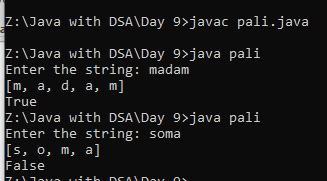 Z:\Java with DSA\Day 9>javac pali.java
Z:\Java with DSA\Day 9>java pali
Enter the string: madam
[m, a, d, a, m]
True
Z:\Java with DSA\Day 9>java pali
Enter the string: soma
[s, o, m, a]
False
Z:\Java with DSA\Day 9>